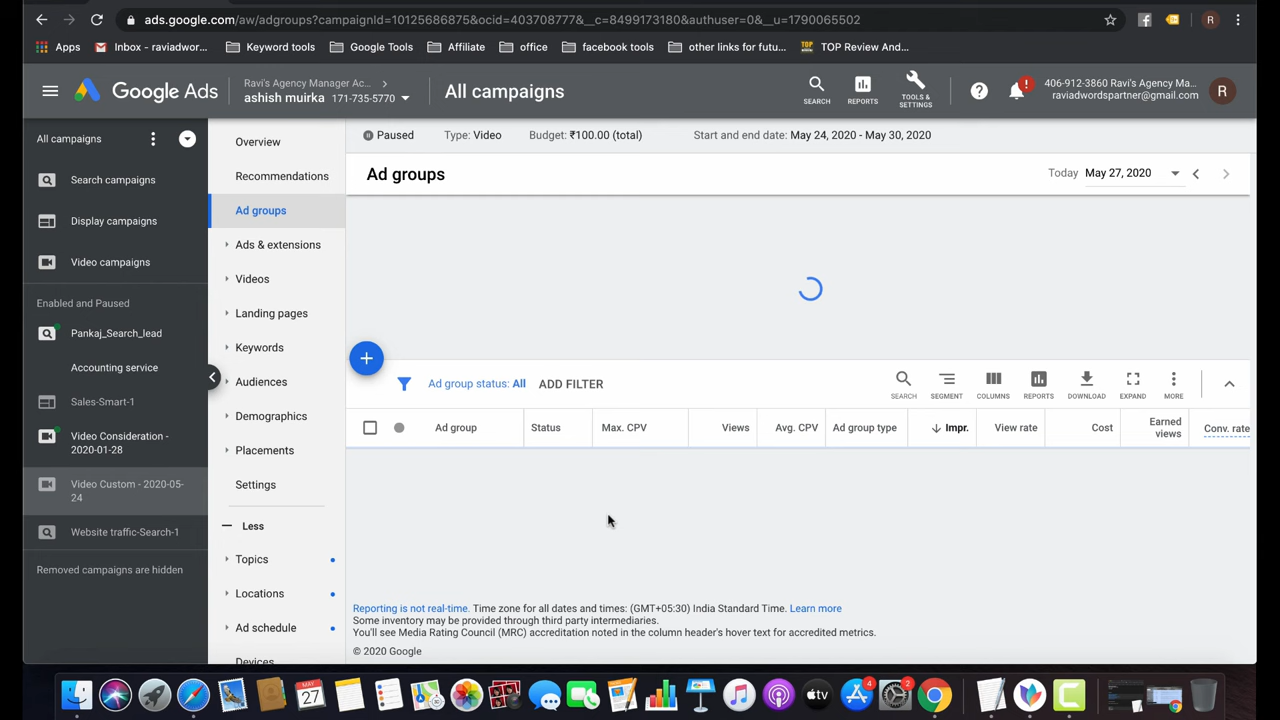 ads.google.com/aw/adgroups?campaignId=10125686875&ocid=403708777&__c=8499173180&authuser=0&__u=1790065502
R
Apps
Inbox - raviadwor...
Keyword tools
Google Tools
Affiliate
office
facebook tools
other links for futu...
TOP
TOP Review And...
Google Ads
Ravi's Agency Manager Ac...
ashish muirka 171-735-5770
All campaigns
SEARCH
REPORTS
TOOLS & SETTINGS
!
406-912-3860 Ravi's Agency Ma...
raviadwordspartner@gmail.com
R
All campaigns
Search campaigns
Display campaigns
Video campaigns
Enabled and Paused
Pankaj_Search_lead
Accounting service
Sales-Smart-1
Video Consideration -
2020-01-28
Video Custom - 2020-05-
24
Website traffic-Search-1
Removed campaigns are hidden
Overview
Recommendations
Ad groups
Ads & extensions
Videos
Landing pages
Keywords
Audiences
Demographics
Placements
Settings
Less
Topics
Locations
Ad schedule
Devices
Paused Type: Video Budget: ₹100.00 (total) Start and end date: May 24, 2020 - May 30, 2020
Ad groups
Today May 27, 2020
Ad group status: All ADD FILTER
SEARCH
SEGMENT
COLUMNS
REPORTS
DOWNLOAD
EXPAND
MORE
Ad group
Status
Max. CPV
Views
Avg. CPV
Ad group type
Impr.
View rate
Cost
Earned
views
Conv. rate
Reporting is not real-time. Time zone for all dates and times: (GMT+05:30) India Standard Time. Learn more
Some inventory may be provided through third party intermediaries.
You'll see Media Rating Council (MRC) accreditation noted in the column header's hover text for accredited metrics.
© 2020 Google
MAY
27
tv
4
2